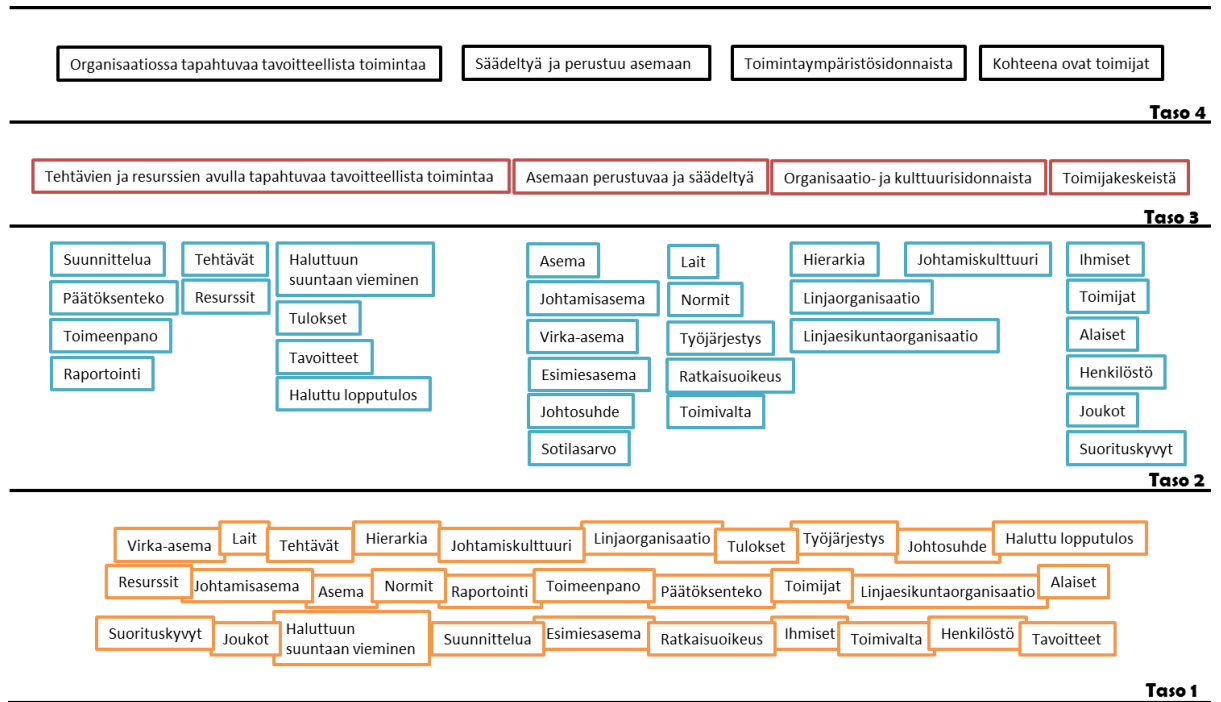 Organisaatiossa tapahtuvaa tavoitteellista toimintaa
Säädeltyä ja perustuu asemaan
Toimintaympäristösidonnaista
Kohteena ovat toimijat
Taso 4
Tehtävien ja resurssien avulla tapahtuvaa tavoitteellista toimintaa
Asemaan perustuvaa ja säädeltyä
Organisaatio- ja kulttuurisidonnaista
Toimijakeskeistä
Taso 3
Suunnittelua
Päätöksenteko
Toimeenpano
Raportointi
Tehtävät
Resurssit
Haluttuun
suuntaan vieminen
Tulokset
Tavoitteet
Haluttu lopputulos
Asema
Johtamisasema
Virka-asema
Esimiesasema
Johtosuhde
Sotilasarvo
Lait
Normit
Työjärjestys
Ratkaisuoikeus
Toimivalta
Hierarkia
Johtamiskulttuuri
Linjaorganisaatio
Linjaesikuntaorganisaatio
Ihmiset
Toimijat
Alaiset
Henkilöstö
Joukot
Suorituskyvyt
Taso 2
Virka-asema
Lait
Tehtävät
Hierarkia
Johtamiskulttuuri
Linjaorganisaatio
Tulokset
Työjärjestys
Johtosuhde
Haluttu lopputulos
Resurssit
Johtamisasema
Asema
Normit
Raportointi
Toimeenpano
Päätöksenteko
Toimijat
Linjaesikuntaorganisaatio
Alaiset
Suorituskyvyt
Joukot
Haluttuun
suuntaan vieminen
Suunnittelua
Esimiesasema
Ratkaisuoikeus
Ihmiset
Toimivalta
Henkilöstö
Tavoitteet
Taso 1